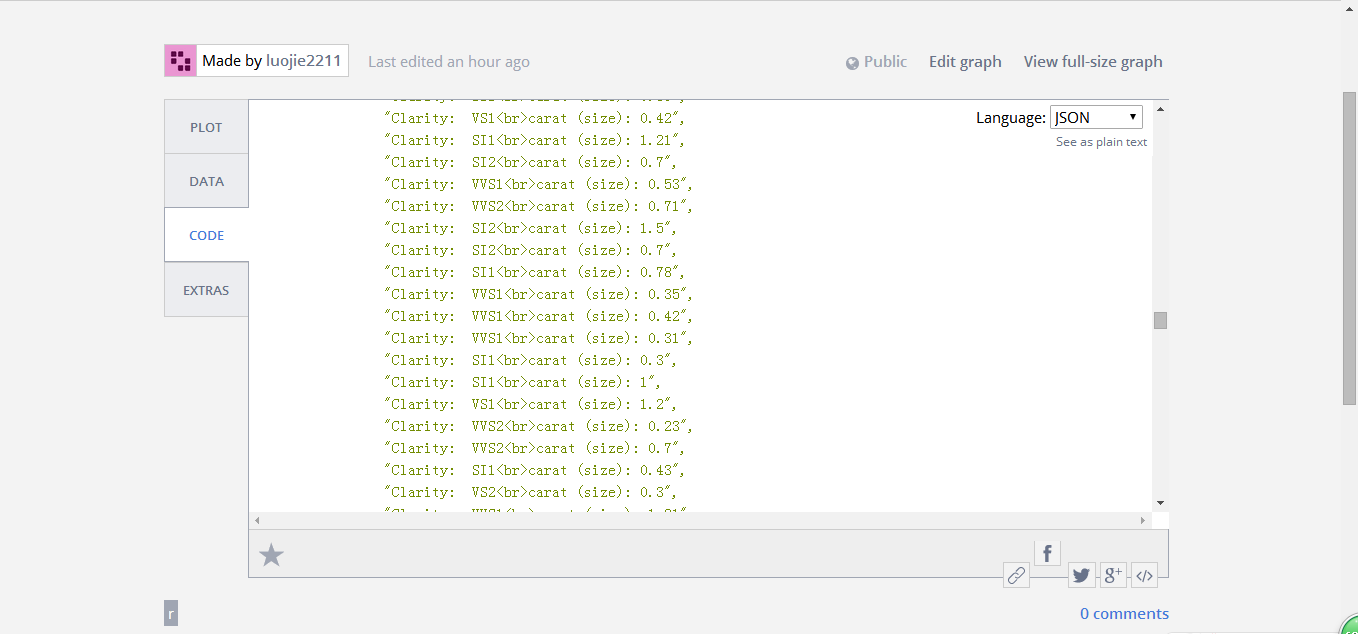 Made by luojie2211
Last edited an hour ago
Public
Edit graph
View full-size graph
PLOT
DATA
CODE
EXTRAS
Language: JSON
See as plain text
"Clarity:  VS1<br>carat (size): 0.42",
"Clarity:  SI1<br>carat (size): 1.21",
"Clarity:  SI2<br>carat (size): 0.7",
"Clarity:  VVS1<br>carat (size): 0.53",
"Clarity:  VVS2<br>carat (size): 0.71",
"Clarity:  SI2<br>carat (size): 1.5",
"Clarity:  SI2<br>carat (size): 0.7",
"Clarity:  SI1<br>carat (size): 0.78",
"Clarity:  VVS1<br>carat (size): 0.35",
"Clarity:  VVS1<br>carat (size): 0.42",
"Clarity:  VVS1<br>carat (size): 0.31",
"Clarity:  SI1<br>carat (size): 0.3",
"Clarity:  SI1<br>carat (size): 1",
"Clarity:  VS1<br>carat (size): 1.2",
"Clarity:  VVS2<br>carat (size): 0.23",
"Clarity:  VVS2<br>carat (size): 0.7",
"Clarity:  SI1<br>carat (size): 0.43",
"Clarity:  VS2<br>carat (size): 0.3",
r
0 comments